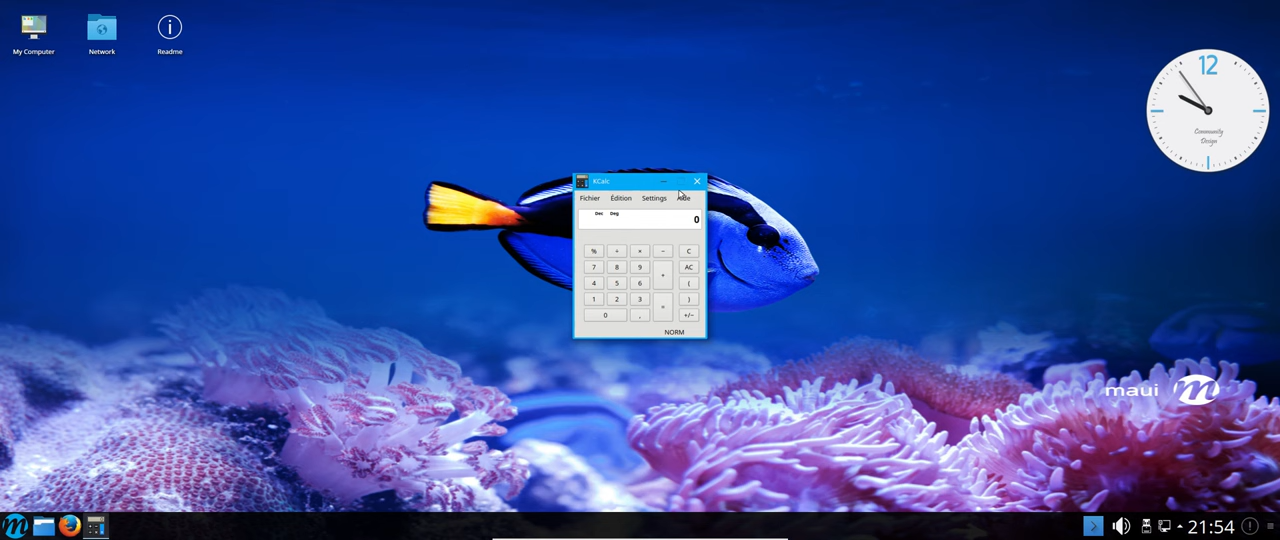 My Computer
Network
Readme
12
Community
Design
KCalc
Fichier Édition Settings
Dec Deg
0
% ÷ × − C
7 8 9 + AC
4 5 6 (
1 2 3 = )
0 , +/−
NORM
maui m
m
21:54